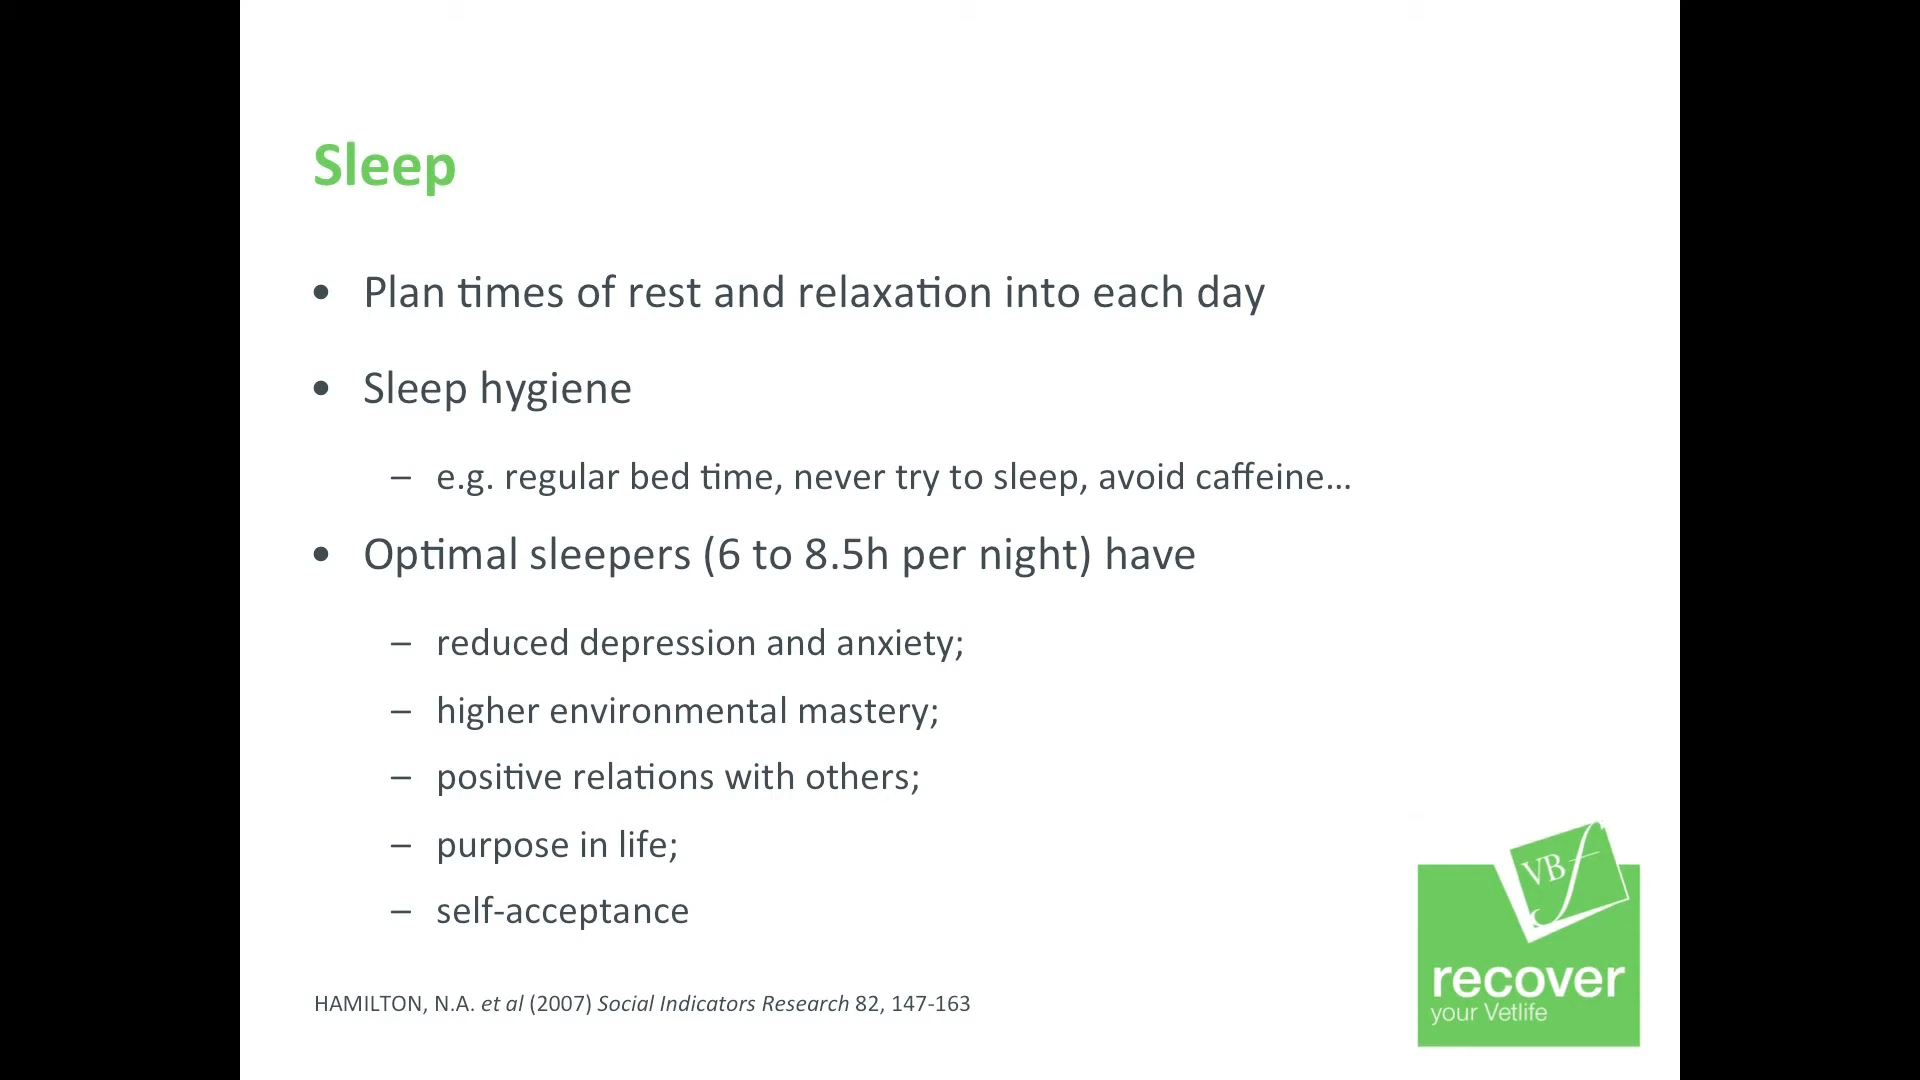 Sleep
• Plan times of rest and relaxation into each day
• Sleep hygiene
– e.g. regular bed time, never try to sleep, avoid caffeine...
• Optimal sleepers (6 to 8.5h per night) have
– reduced depression and anxiety;
– higher environmental mastery;
– positive relations with others;
– purpose in life;
– self-acceptance
HAMILTON, N.A. et al (2007) Social Indicators Research 82, 147-163
VBf
recover
your Vetlife